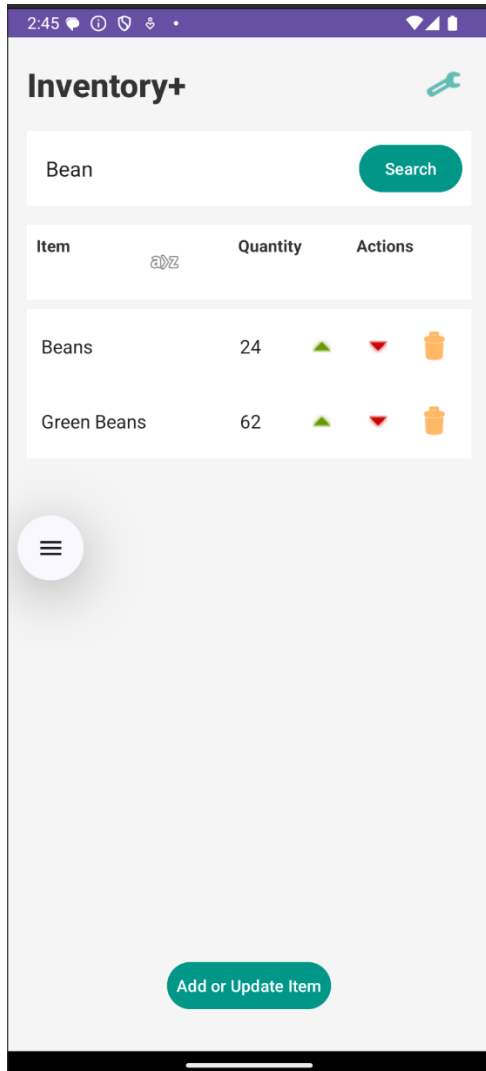 2:45
Inventory+
Bean Search
Item a>z Quantity Actions
Beans 24
Green Beans 62
Add or Update Item